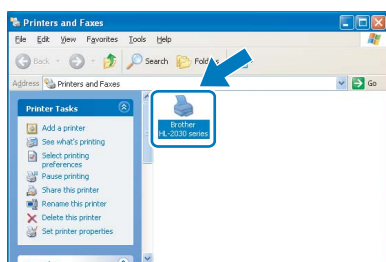 Printers and Faxes
File Edit View Favorites Tools Help
Back Search Folders
Address Printers and Faxes Go
Printer Tasks
Add a printer
See what's printing
Select printing
preferences
Pause printing
Share this printer
Rename this printer
Delete this printer
Set printer properties
Brother
HL-2030 series